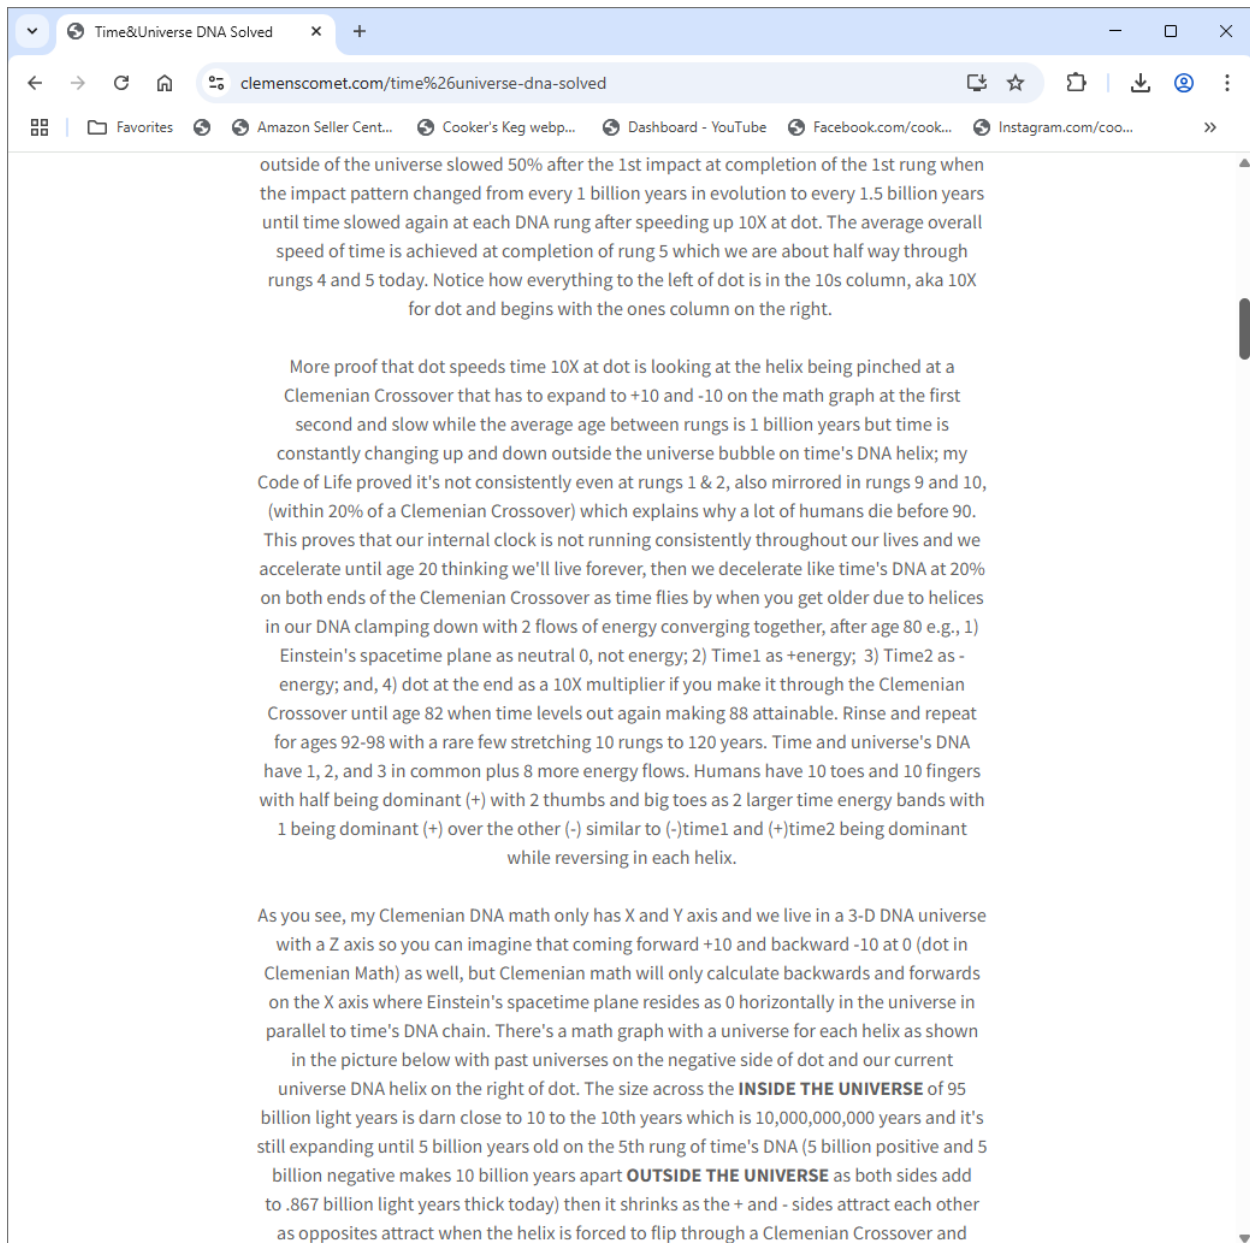 Time&Universe DNA Solved
clemenscomet.com/time%26universe-dna-solved
Favorites
Amazon Seller Cent...
Cooker's Keg webp...
Dashboard - YouTube
Facebook.com/cook...
Instagram.com/coo...
outside of the universe slowed 50% after the 1st impact at completion of the 1st rung when
the impact pattern changed from every 1 billion years in evolution to every 1.5 billion years
until time slowed again at each DNA rung after speeding up 10X at dot. The average overall
speed of time is achieved at completion of rung 5 which we are about half way through
rungs 4 and 5 today. Notice how everything to the left of dot is in the 10s column, aka 10X
for dot and begins with the ones column on the right.
More proof that dot speeds time 10X at dot is looking at the helix being pinched at a
Clemenian Crossover that has to expand to +10 and -10 on the math graph at the first
second and slow while the average age between rungs is 1 billion years but time is
constantly changing up and down outside the universe bubble on time's DNA helix; my
Code of Life proved it's not consistently even at rungs 1 & 2, also mirrored in rungs 9 and 10,
(within 20% of a Clemenian Crossover) which explains why a lot of humans die before 90.
This proves that our internal clock is not running consistently throughout our lives and we
accelerate until age 20 thinking we'll live forever, then we decelerate like time's DNA at 20%
on both ends of the Clemenian Crossover as time flies by when you get older due to helices
in our DNA clamping down with 2 flows of energy converging together, after age 80 e.g., 1)
Einstein's spacetime plane as neutral 0, not energy; 2) Time1 as +energy;  3) Time2 as -
energy; and, 4) dot at the end as a 10X multiplier if you make it through the Clemenian
Crossover until age 82 when time levels out again making 88 attainable. Rinse and repeat
for ages 92-98 with a rare few stretching 10 rungs to 120 years. Time and universe's DNA
have 1, 2, and 3 in common plus 8 more energy flows. Humans have 10 toes and 10 fingers
with half being dominant (+) with 2 thumbs and big toes as 2 larger time energy bands with
1 being dominant (+) over the other (-) similar to (-)time1 and (+)time2 being dominant
while reversing in each helix.
As you see, my Clemenian DNA math only has X and Y axis and we live in a 3-D DNA universe
with a Z axis so you can imagine that coming forward +10 and backward -10 at 0 (dot in
Clemenian Math) as well, but Clemenian math will only calculate backwards and forwards
on the X axis where Einstein's spacetime plane resides as 0 horizontally in the universe in
parallel to time's DNA chain. There's a math graph with a universe for each helix as shown
in the picture below with past universes on the negative side of dot and our current
universe DNA helix on the right of dot. The size across the INSIDE THE UNIVERSE of 95
billion light years is darn close to 10 to the 10th years which is 10,000,000,000 years and it's
still expanding until 5 billion years old on the 5th rung of time's DNA (5 billion positive and 5
billion negative makes 10 billion years apart OUTSIDE THE UNIVERSE as both sides add
to .867 billion light years thick today) then it shrinks as the + and - sides attract each other
as opposites attract when the helix is forced to flip through a Clemenian Crossover and